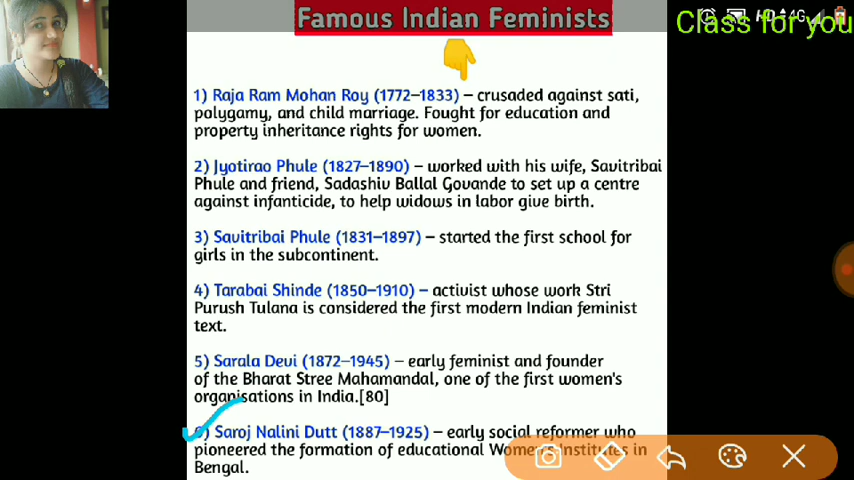 Famous Indian Feminists
Class for you
HD 4G
1) Raja Ram Mohan Roy (1772–1833) – crusaded against sati,
polygamy, and child marriage. Fought for education and
property inheritance rights for women.
2) Jyotirao Phule (1827–1890) – worked with his wife, Savitribai
Phule and friend, Sadashiv Ballal Govande to set up a centre
against infanticide, to help widows in labor give birth.
3) Savitribai Phule (1831–1897) – started the first school for
girls in the subcontinent.
4) Tarabai Shinde (1850–1910) – activist whose work Stri
Purush Tulana is considered the first modern Indian feminist
text.
5) Sarala Devi (1872–1945) – early feminist and founder
of the Bharat Stree Mahamandal, one of the first women's
organisations in India.[80]
6) Saroj Nalini Dutt (1887–1925) – early social reformer who
pioneered the formation of educational Women's Institutes in
Bengal.